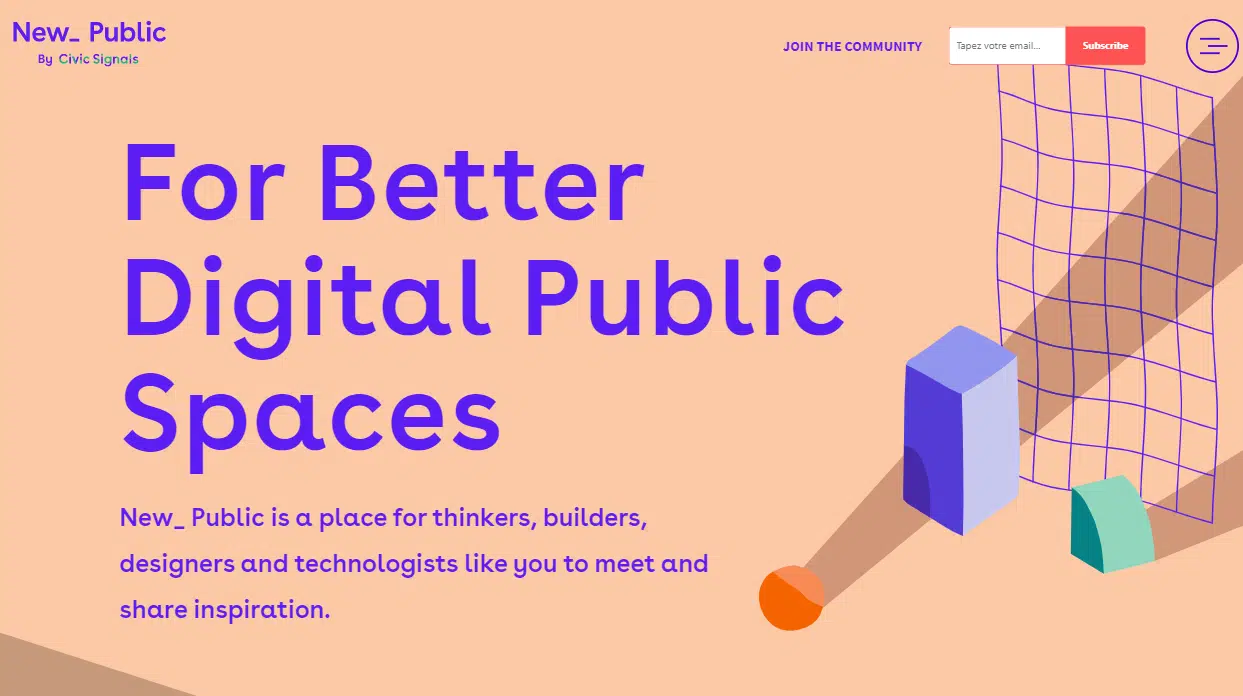 New_ Public
By Civic Signals
JOIN THE COMMUNITY
Tapez votre email...
Subscribe
For Better
Digital Public
Spaces
New_ Public is a place for thinkers, builders,
designers and technologists like you to meet and
share inspiration.